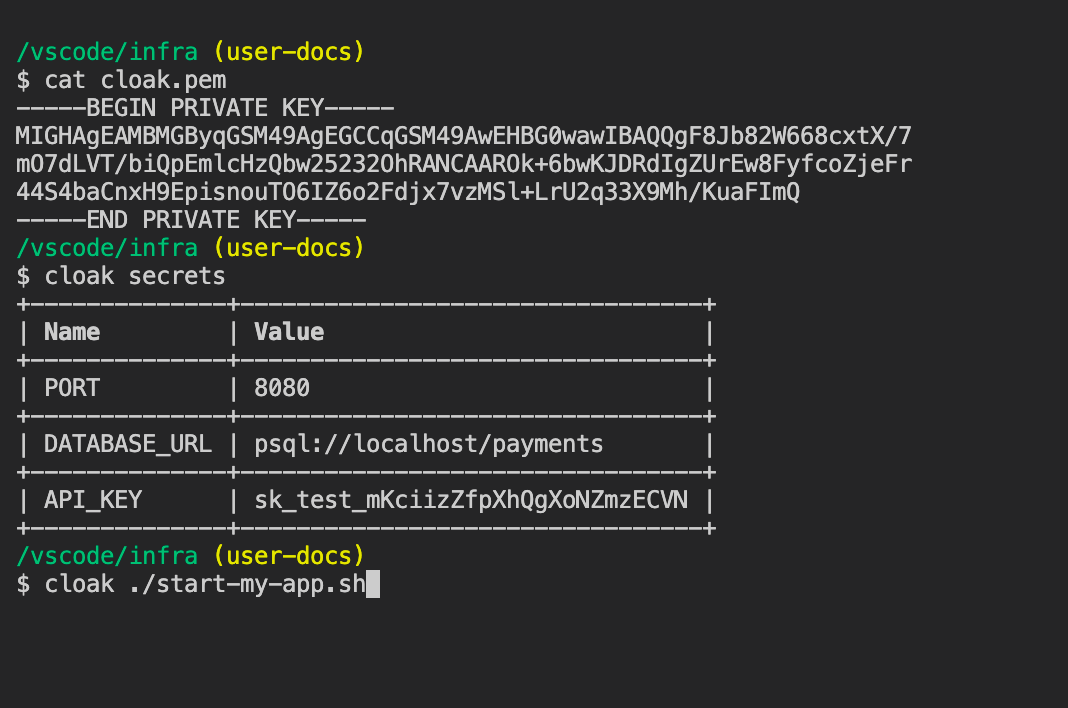 /vscode/infra (user-docs)
$ cat cloak.pem
-----BEGIN PRIVATE KEY-----
MIGHAgEAMBMGByqGSM49AgEGCCqGSM49AwEHBG0wawIBAQQgF8Jb82W668cxtX/7
mO7dLVT/biQpEmlcHzQbw25232OhRANCAAROk+6bwKJDRdIgZUrEw8FyfcoZjeFr
44S4baCnxH9EpisnouTO6IZ6o2Fdjx7vzMSl+LrU2q33X9Mh/KuaFImQ
-----END PRIVATE KEY-----
/vscode/infra (user-docs)
$ cloak secrets
+--------------+---------------------------------+
| Name         | Value                           |
+--------------+---------------------------------+
| PORT         | 8080                            |
+--------------+---------------------------------+
| DATABASE_URL | psql://localhost/payments       |
+--------------+---------------------------------+
| API_KEY      | sk_test_mKciizZfpXhQgXoNZmzECVN |
+--------------+---------------------------------+
/vscode/infra (user-docs)
$ cloak ./start-my-app.sh